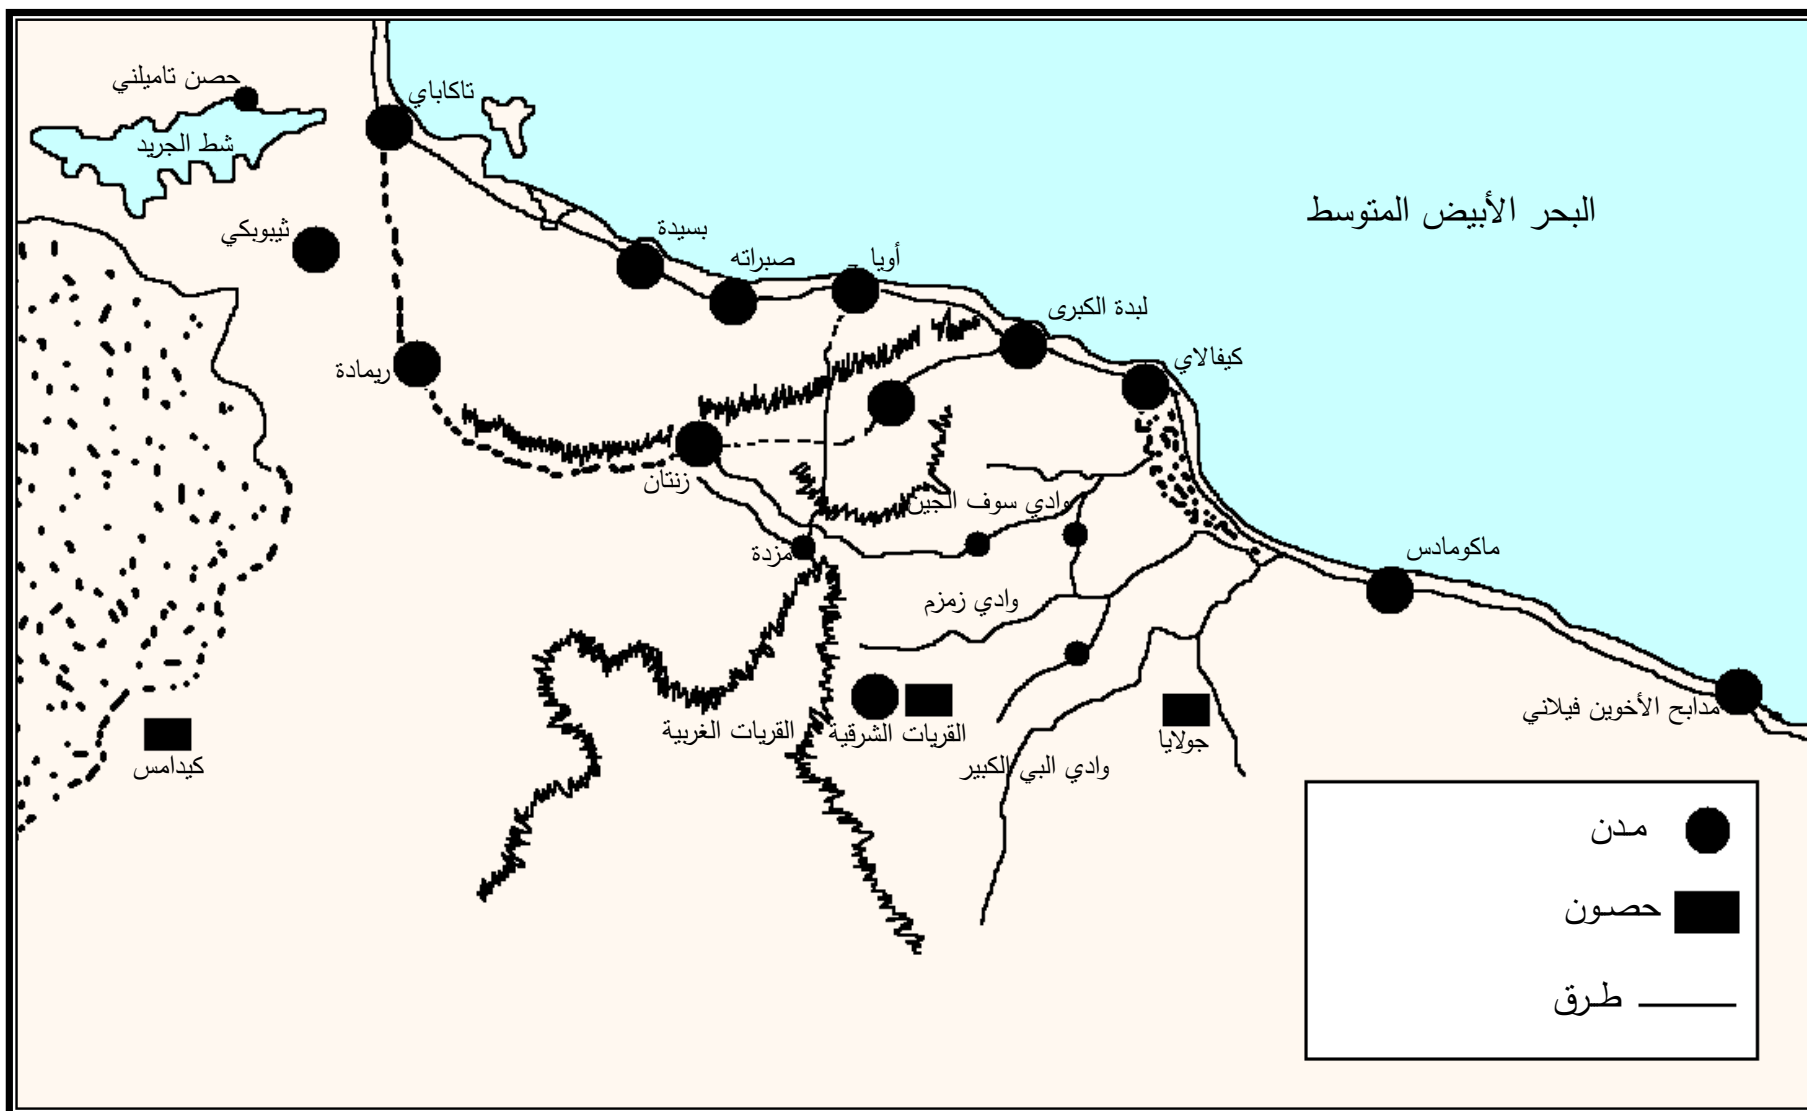 حصن تاميلني
تاكاباي
شط الجريد
البحر الأبيض المتوسط
ثيبوبكي
بسيدة
صبراته
أويا
لبدة الكبرى
كيفالاي
ريمادة
زنتان
وادي سوف الجين
مزدة
ماكومادس
وادي زمزم
مدابح الأخوين فيلاني
القريات الشرقية
القريات الغربية
جولايا
كيدامس
وادي البي الكبير
مدن
حصون
طرق